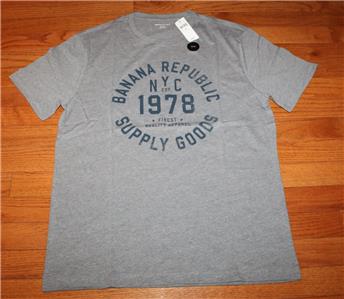 BANANA REPUBLIC
NYC
EST.
1978
FINEST
QUALITY APPAREL
SUPPLY GOODS